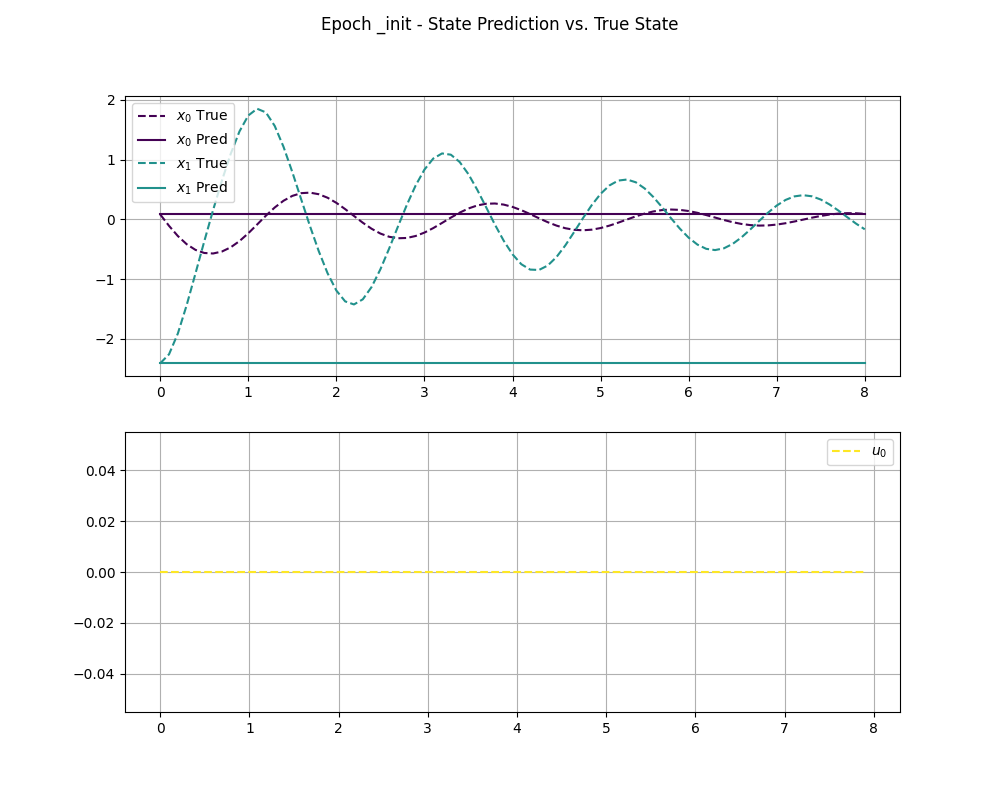 Epoch _init - State Prediction vs. True State
2
1
0
−1
−2
x₀ True
x₀ Pred
x₁ True
x₁ Pred
0 1 2 3 4 5 6 7 8
0.04
0.02
0.00
−0.02
−0.04
u₀
0 1 2 3 4 5 6 7 8